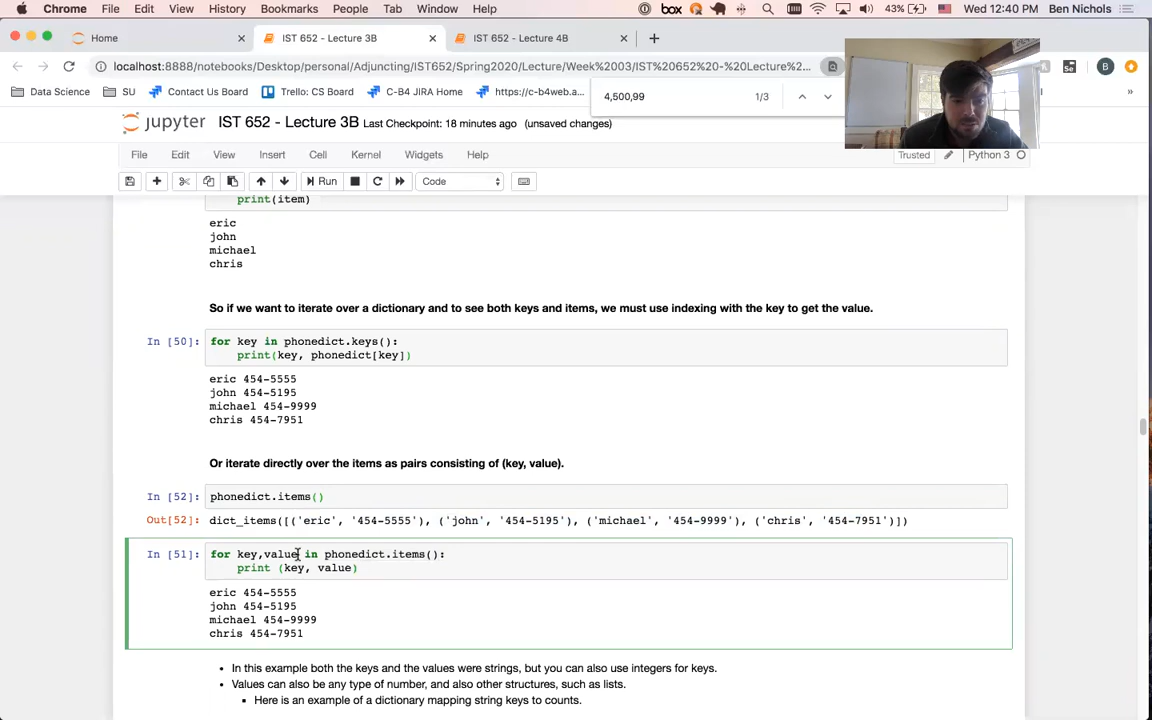 Chrome File Edit View History Bookmarks People Tab Window Help box 43% Wed 12:40 PM Ben Nichols
Home IST 652 - Lecture 3B IST 652 - Lecture 4B
localhost:8888/notebooks/Desktop/personal/Adjuncting/IST652/Spring2020/Lecture/Week%2003/IST%20652%20-%20Lecture%2... Se B
Data Science SU Contact Us Board Trello: CS Board C-B4 JIRA Home https://c-b4web.a... »
4,500,99 1/3
jupyter IST 652 - Lecture 3B Last Checkpoint: 18 minutes ago (unsaved changes)
File Edit View Insert Cell Kernel Widgets Help Trusted Python 3
Run Code
print(item)
eric
john
michael
chris
So if we want to iterate over a dictionary and to see both keys and items, we must use indexing with the key to get the value.
In [50]: for key in phonedict.keys():
print(key, phonedict[key])
eric 454-5555
john 454-5195
michael 454-9999
chris 454-7951
Or iterate directly over the items as pairs consisting of (key, value).
In [52]: phonedict.items()
Out[52]: dict_items([('eric', '454-5555'), ('john', '454-5195'), ('michael', '454-9999'), ('chris', '454-7951')])
In [51]: for key,value in phonedict.items():
print (key, value)
eric 454-5555
john 454-5195
michael 454-9999
chris 454-7951
• In this example both the keys and the values were strings, but you can also use integers for keys.
• Values can also be any type of number, and also other structures, such as lists.
▪ Here is an example of a dictionary mapping string keys to counts.